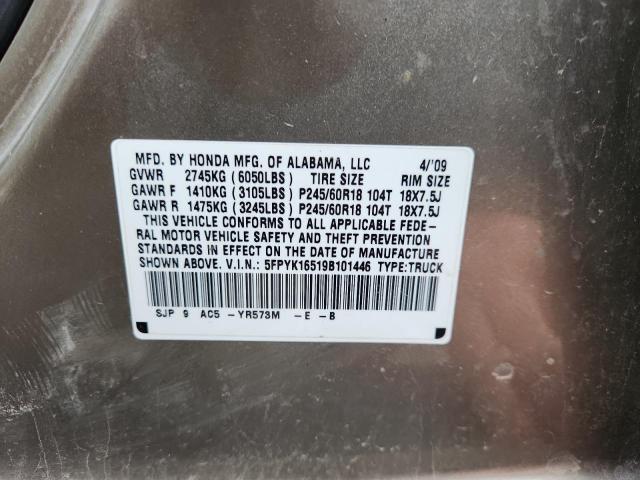 MFD. BY HONDA MFG. OF ALABAMA, LLC 4/'09
GVWR 2745KG (6050LBS) TIRE SIZE RIM SIZE
GAWR F 1410KG (3105LBS) P245/60R18 104T 18X7.5J
GAWR R 1475KG (3245LBS) P245/60R18 104T 18X7.5J
THIS VEHICLE CONFORMS TO ALL APPLICABLE FEDE-
RAL MOTOR VEHICLE SAFETY AND THEFT PREVENTION
STANDARDS IN EFFECT ON THE DATE OF MANUFACTURE
SHOWN ABOVE. V.I.N.: 5FPYK16519B101446 TYPE:TRUCK
SJP 9 AC5 -YR573M -E -B